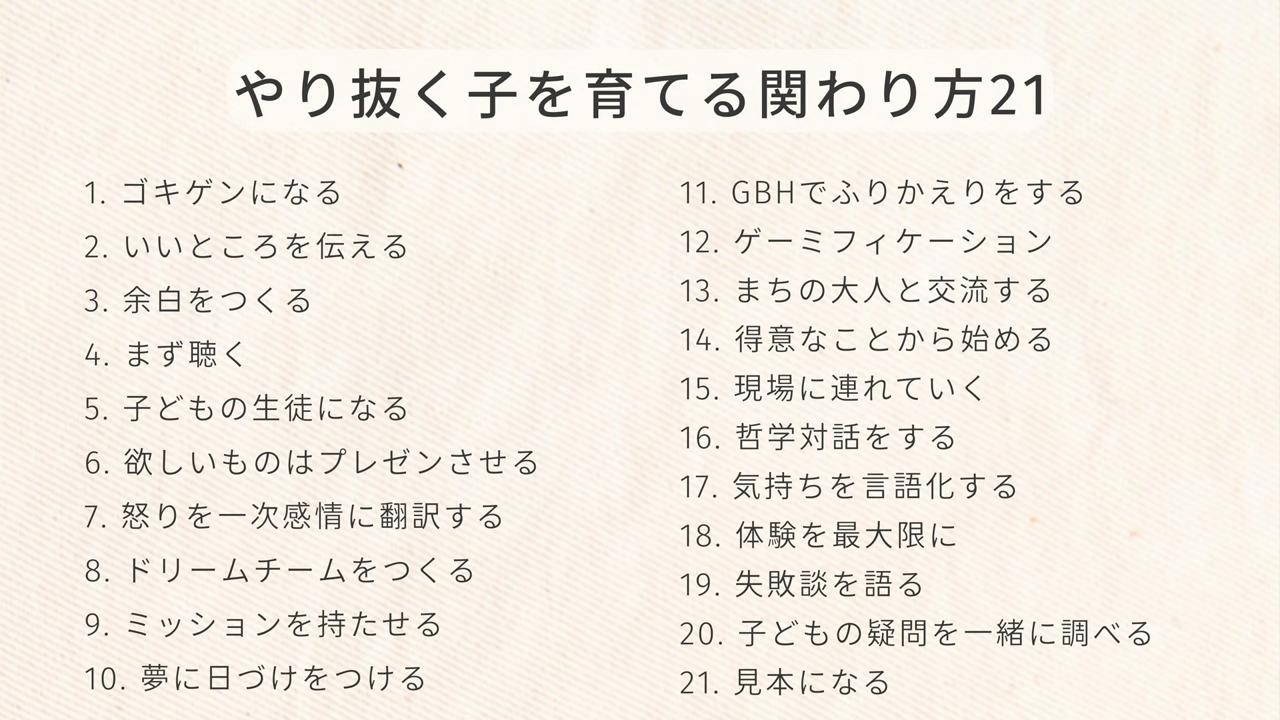 やり抜く子を育てる関わり方21
1. ゴキゲンになる
2. いいところを伝える
3. 余白をつくる
4. まず聴く
5. 子どもの生徒になる
6. 欲しいものはプレゼンさせる
7. 怒りを一次感情に翻訳する
8. ドリームチームをつくる
9. ミッションを持たせる
10. 夢に日づけをつける
11. GBHでふりかえりをする
12. ゲーミフィケーション
13. まちの大人と交流する
14. 得意なことから始める
15. 現場に連れていく
16. 哲学対話をする
17. 気持ちを言語化する
18. 体験を最大限に
19. 失敗談を語る
20. 子どもの疑問を一緒に調べる
21. 見本になる